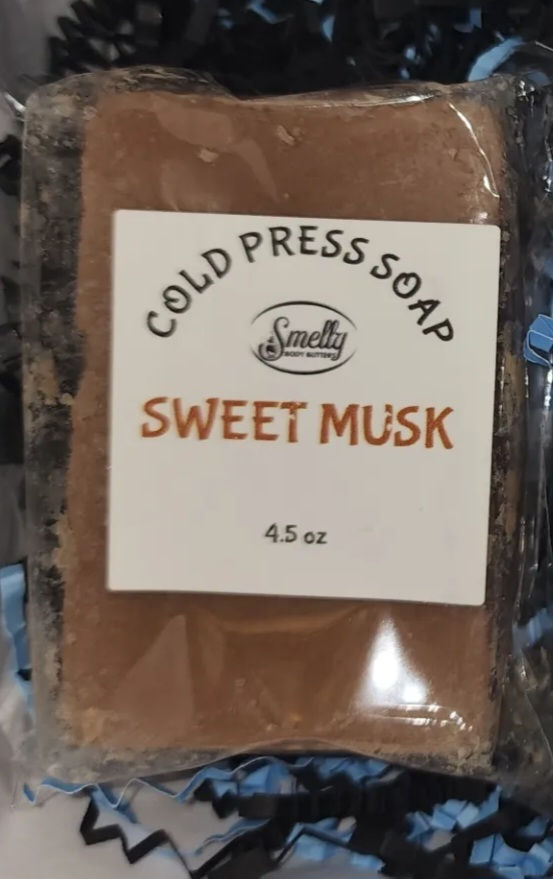 COLD PRESS SOAP
Smelly
BODY BUTTERS
SWEET MUSK
4.5 oz